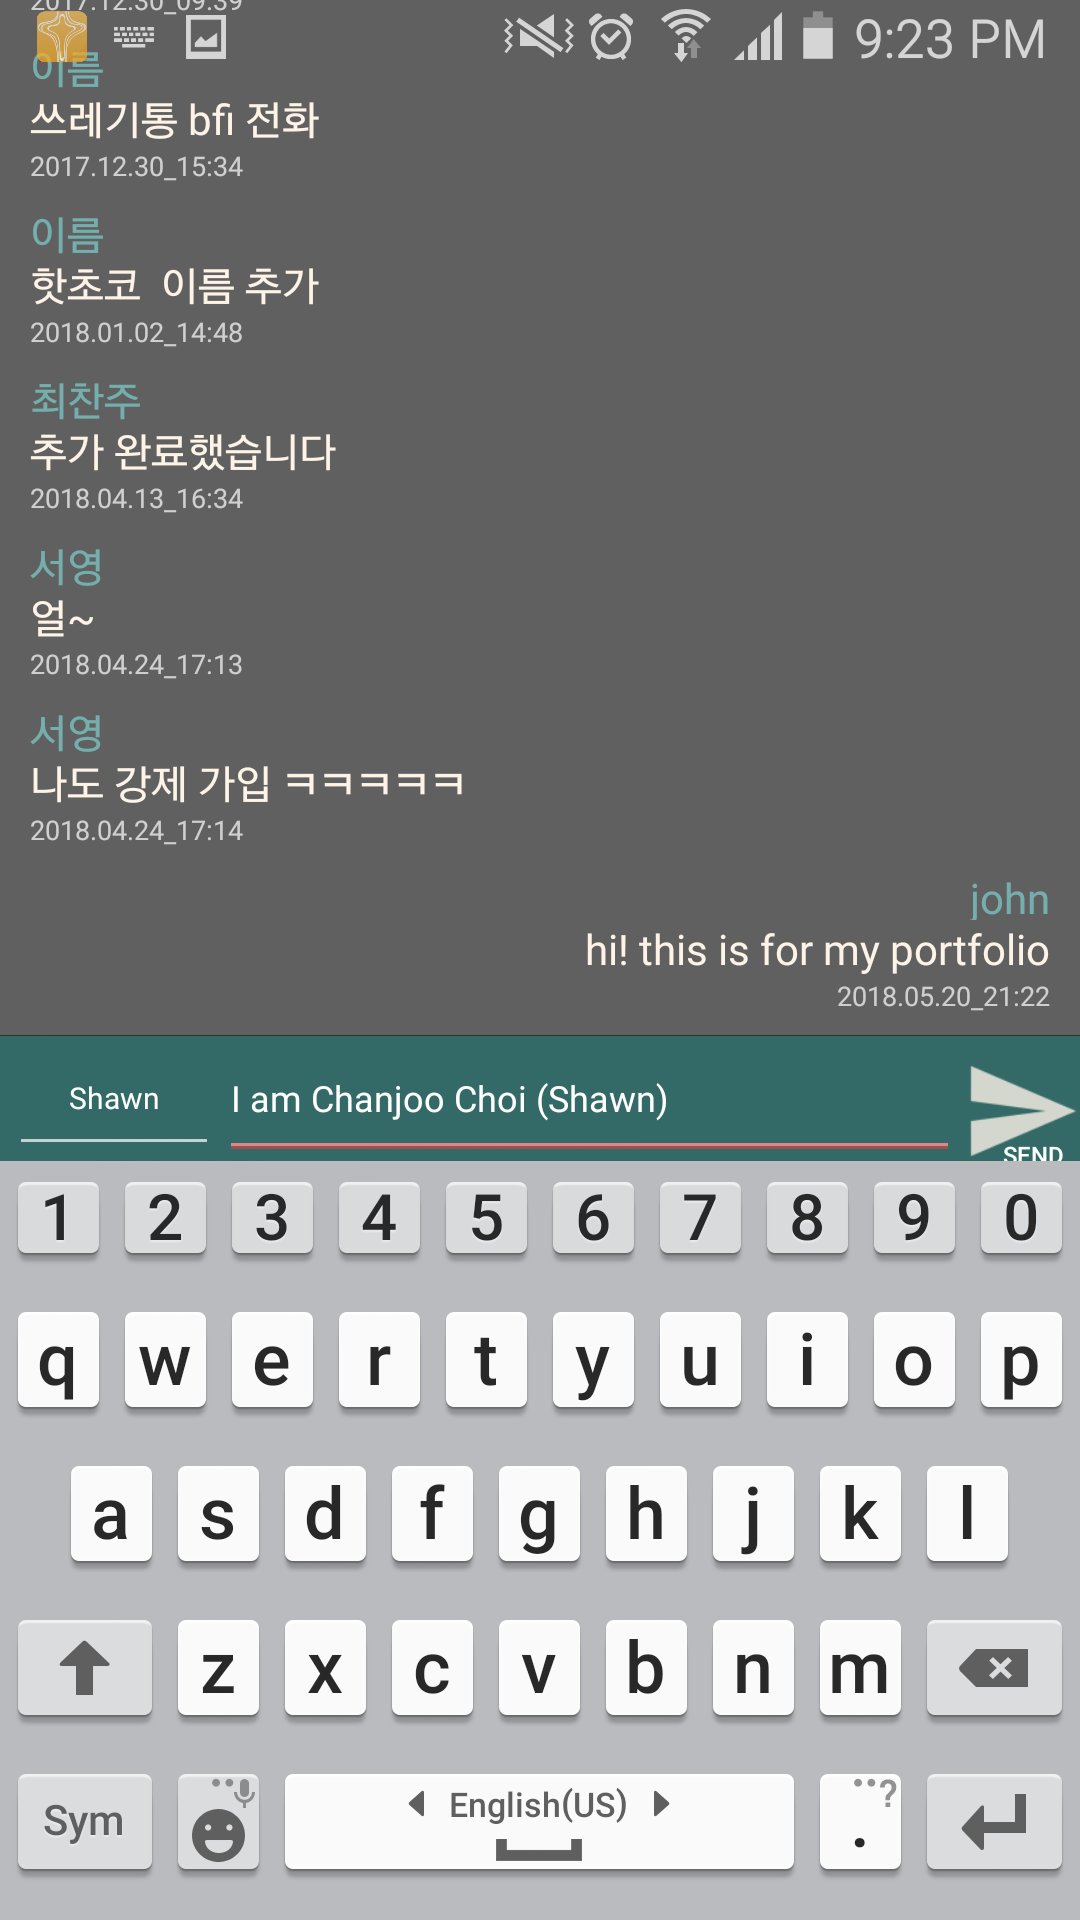 2017.12.30_09:39
9:23 PM
이름
쓰레기통 bfi 전화
2017.12.30_15:34
이름
핫초코  이름 추가
2018.01.02_14:48
최찬주
추가 완료했습니다
2018.04.13_16:34
서영
얼~
2018.04.24_17:13
서영
나도 강제 가입 ㅋㅋㅋㅋㅋ
2018.04.24_17:14
john
hi! this is for my portfolio
2018.05.20_21:22
Shawn I am Chanjoo Choi (Shawn)
SEND
1 2 3 4 5 6 7 8 9 0
q w e r t y u i o p
a s d f g h j k l
z x c v b n m
Sym English(US) . ?